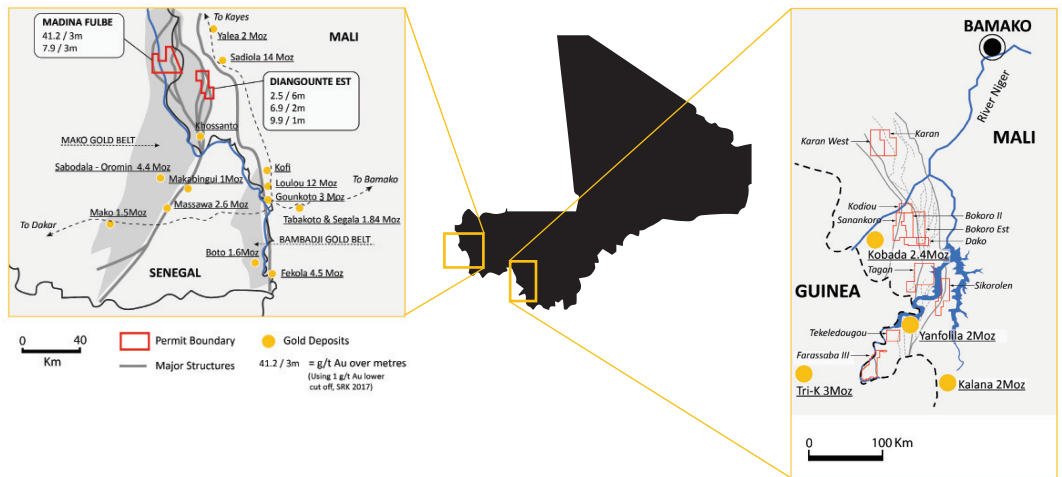 MADINA FULBE
41.2 / 3m
7.9 / 3m
To Kayes
Yalea 2 Moz
MALI
Sadiola 14 Moz
DIANGOUNTE EST
2.5 / 6m
6.9 / 2m
9.9 / 1m
Khossanto
MAKO GOLD BELT
Sabodala - Oromin 4.4 Moz
Makabingui 1Moz
Kofi
Loulou 12 Moz
Gounkoto 3 Moz
To Bamako
Massawa 2.6 Moz
Mako 1.5Moz
Tabakoto & Segala 1.84 Moz
To Dakar
BAMBADJI GOLD BELT
Boto 1.6Moz
SENEGAL
Fekola 4.5 Moz
0 40
Km
Permit Boundary
Gold Deposits
Major Structures
41.2 / 3m = g/t Au over metres
(Using 1 g/t Au lower
cut off, SRK 2017)
BAMAKO
River Niger
MALI
Karan
Karan West
Kodiou
Sanankoro
Bokoro II
Bokoro Est
Dako
Kobada 2.4Moz
Tagan
Sikorolen
GUINEA
Tekeledougou
Yanfolila 2Moz
Farassaba III
Tri-K 3Moz
Kalana 2Moz
0 100 Km